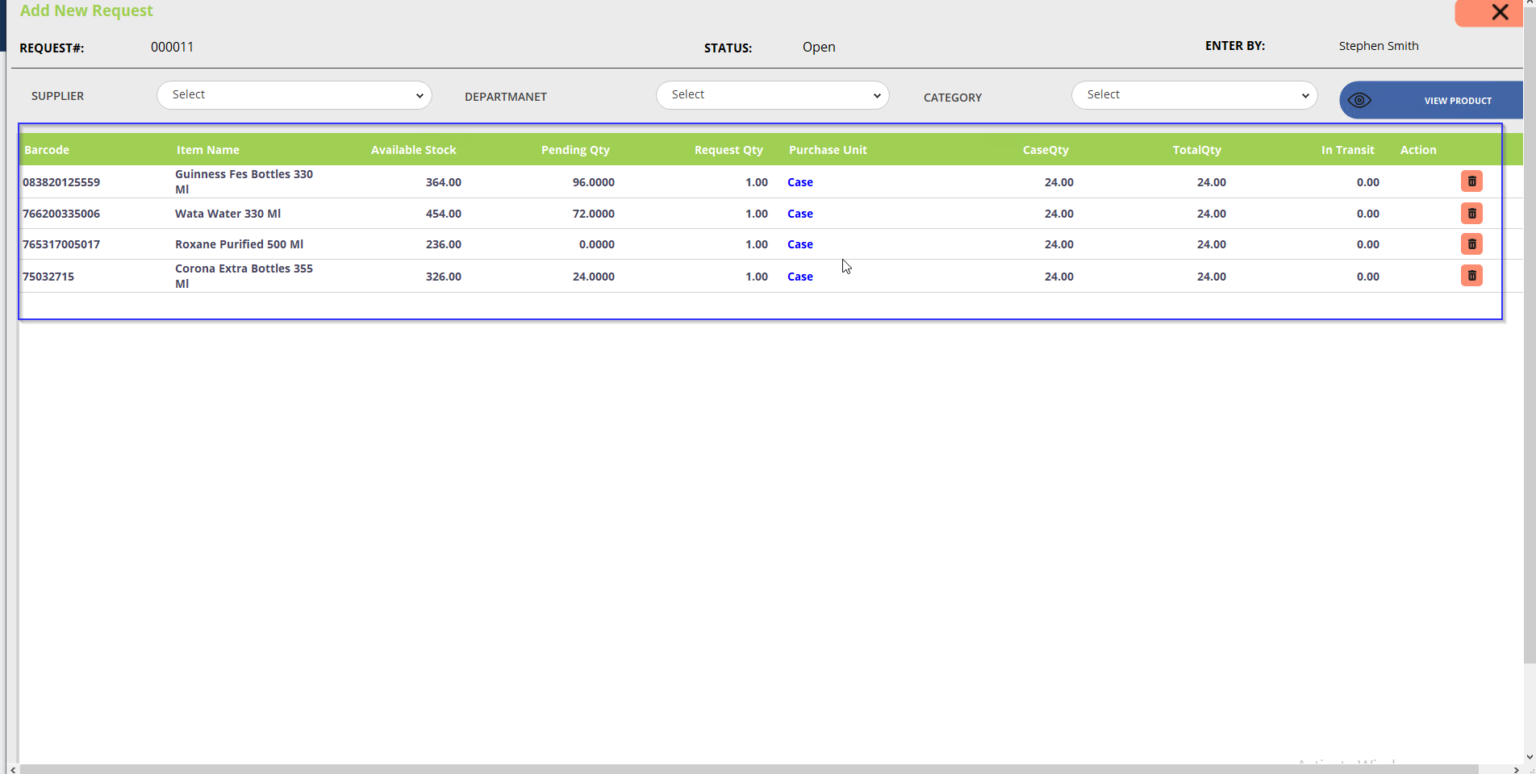 Add New Request
REQUEST#: 000011 STATUS: Open ENTER BY: Stephen Smith
SUPPLIER Select DEPARTMANET Select CATEGORY Select VIEW PRODUCT
Barcode Item Name Available Stock Pending Qty Request Qty Purchase Unit CaseQty TotalQty In Transit Action
083820125559 Guinness Fes Bottles 330 Ml 364.00 96.0000 1.00 Case 24.00 24.00 0.00
766200335006 Wata Water 330 Ml 454.00 72.0000 1.00 Case 24.00 24.00 0.00
765317005017 Roxane Purified 500 Ml 236.00 0.0000 1.00 Case 24.00 24.00 0.00
75032715 Corona Extra Bottles 355 Ml 326.00 24.0000 1.00 Case 24.00 24.00 0.00